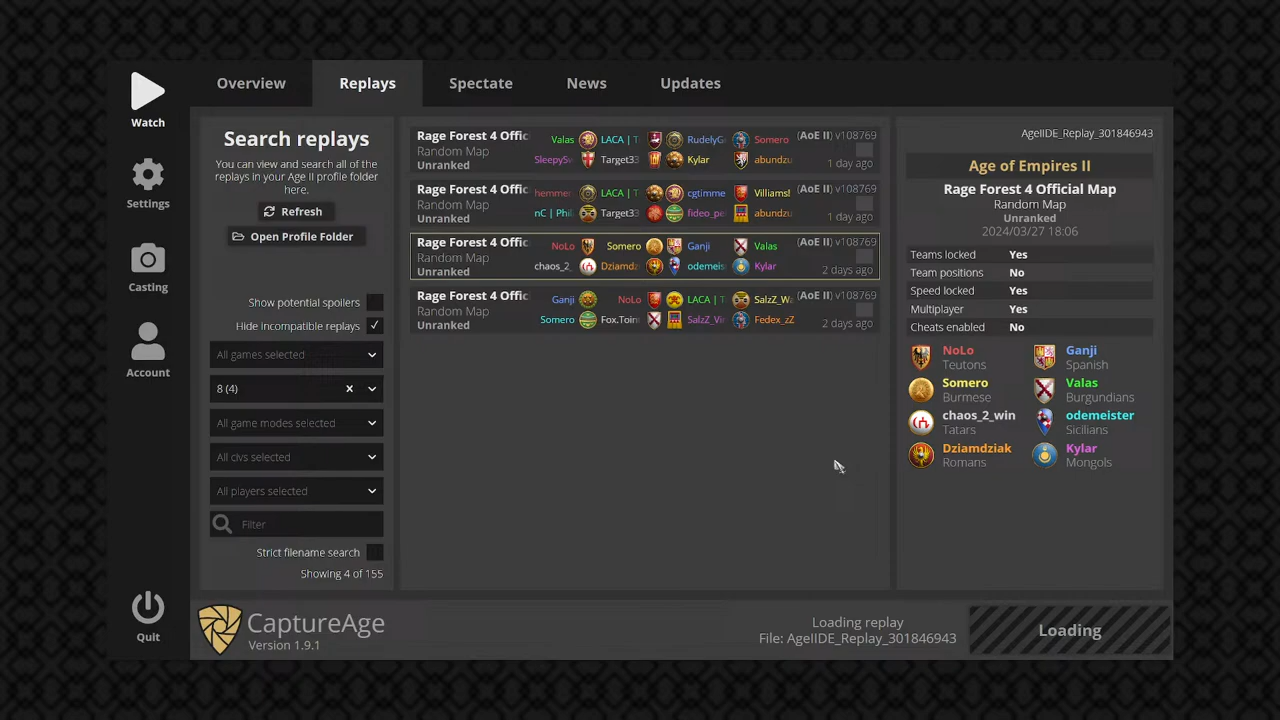 Overview
Replays
Spectate
News
Updates
Watch
Settings
Casting
Account
Quit
Search replays
You can view and search all of the
replays in your Age II profile folder
here.
Refresh
Open Profile Folder
Show potential spoilers
Hide incompatible replays
All games selected
8 (4)
All game modes selected
All civs selected
All players selected
Filter
Strict filename search
Showing 4 of 155
Rage Forest 4 Offic Valas LACA | T RudelyG Somero (AoE II) v108769
Random Map SleepySv Target33 Kylar abundzu
Unranked 1 day ago
Rage Forest 4 Offic hemmer LACA | T cgtimme Villiams! (AoE II) v108769
Random Map nC | Phil Target33 fideo_pe abundzu
Unranked 1 day ago
Rage Forest 4 Offic NoLo Somero Ganji Valas (AoE II) v108769
Random Map chaos_2_ Dziamdz odemeis Kylar
Unranked 2 days ago
Rage Forest 4 Offic Ganji NoLo LACA | T SalzZ_W (AoE II) v108769
Random Map Somero Fox.Toin SalzZ_Vi Fedex_zZ
Unranked 2 days ago
AgeIIDE_Replay_301846943
Age of Empires II
Rage Forest 4 Official Map
Random Map
Unranked
2024/03/27 18:06
Teams locked Yes
Team positions No
Speed locked Yes
Multiplayer Yes
Cheats enabled No
NoLo Ganji
Teutons Spanish
Somero Valas
Burmese Burgundians
chaos_2_win odemeister
Tatars Sicilians
Dziamdziak Kylar
Romans Mongols
CaptureAge
Version 1.9.1
Loading replay
File: AgeIIDE_Replay_301846943
Loading